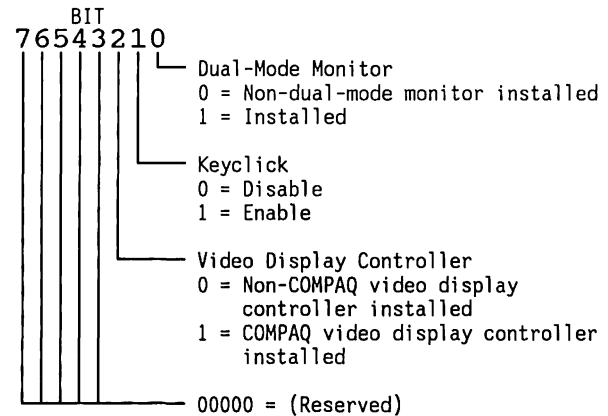 BIT
76543210
Dual-Mode Monitor
0 = Non-dual-mode monitor installed
1 = Installed
Keyclick
0 = Disable
1 = Enable
Video Display Controller
0 = Non-COMPAQ video display
controller installed
1 = COMPAQ video display controller
installed
00000 = (Reserved)